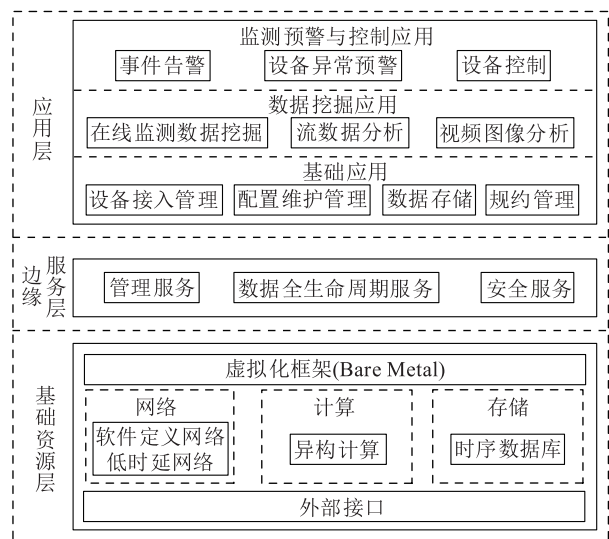 监测预警与控制应用
事件告警 设备异常预警 设备控制
数据挖掘应用
在线监测数据挖掘 流数据分析 视频图像分析
基础应用
设备接入管理 配置维护管理 数据存储 规约管理
应用层
边缘服务层
管理服务 数据全生命周期服务 安全服务
基础资源层
虚拟化框架(Bare Metal)
网络 计算 存储
软件定义网络
低时延网络
异构计算 时序数据库
外部接口